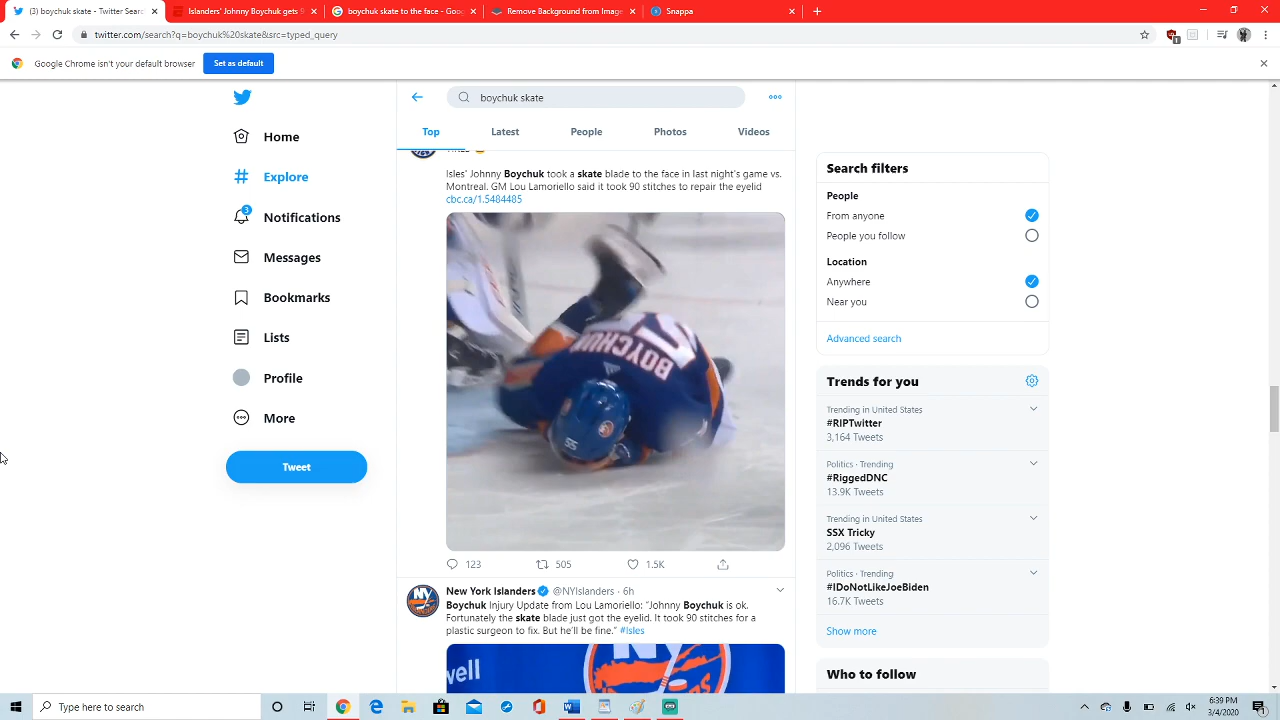 (3) boychuk skate - Twitter Sear
Islanders' Johnny Boychuk gets 9
boychuk skate to the face - Goo
Remove Background from Image
Snappa
twitter.com/search?q=boychuk%20skate&src=typed_query
Google Chrome isn't your default browser
Set as default
boychuk skate
Top
Latest
People
Photos
Videos
Home
Explore
3
Notifications
Messages
Bookmarks
Lists
Profile
More
Tweet
Isles' Johnny Boychuk took a skate blade to the face in last night's game vs.
Montreal. GM Lou Lamoriello said it took 90 stitches to repair the eyelid
cbc.ca/1.5484485
BOYCHUK
55
123
505
1.5K
New York Islanders @NYIslanders · 6h
Boychuk Injury Update from Lou Lamoriello: "Johnny Boychuk is ok.
Fortunately the skate blade just got the eyelid. It took 90 stitches for a
plastic surgeon to fix. But he'll be fine." #Isles
well
NY
Search filters
People
From anyone
People you follow
Location
Anywhere
Near you
Advanced search
Trends for you
Trending in United States
#RIPTwitter
3,164 Tweets
Politics · Trending
#RiggedDNC
13.9K Tweets
Trending in United States
SSX Tricky
2,096 Tweets
Politics · Trending
#IDoNotLikeJoeBiden
16.7K Tweets
Show more
Who to follow
Type here to search
6:39 PM
3/4/2020